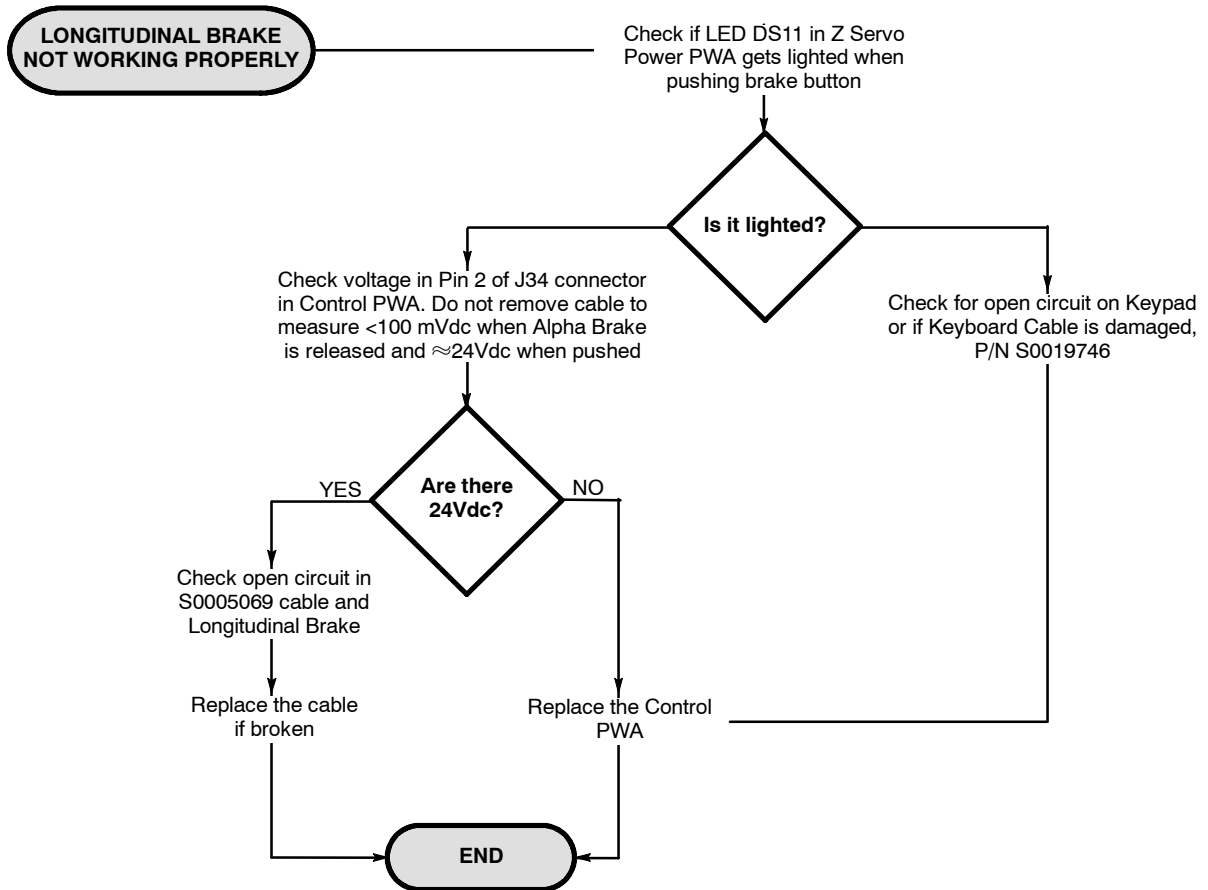 LONGITUDINAL BRAKE
NOT WORKING PROPERLY
Check if LED DS11 in Z Servo
Power PWA gets lighted when
pushing brake button
Is it lighted?
Check voltage in Pin 2 of J34 connector
in Control PWA. Do not remove cable to
measure <100 mVdc when Alpha Brake
is released and ≈24Vdc when pushed
Check for open circuit on Keypad
or if Keyboard Cable is damaged,
P/N S0019746
YES
Are there
24Vdc?
NO
Check open circuit in
S0005069 cable and
Longitudinal Brake
Replace the cable
if broken
Replace the Control
PWA
END